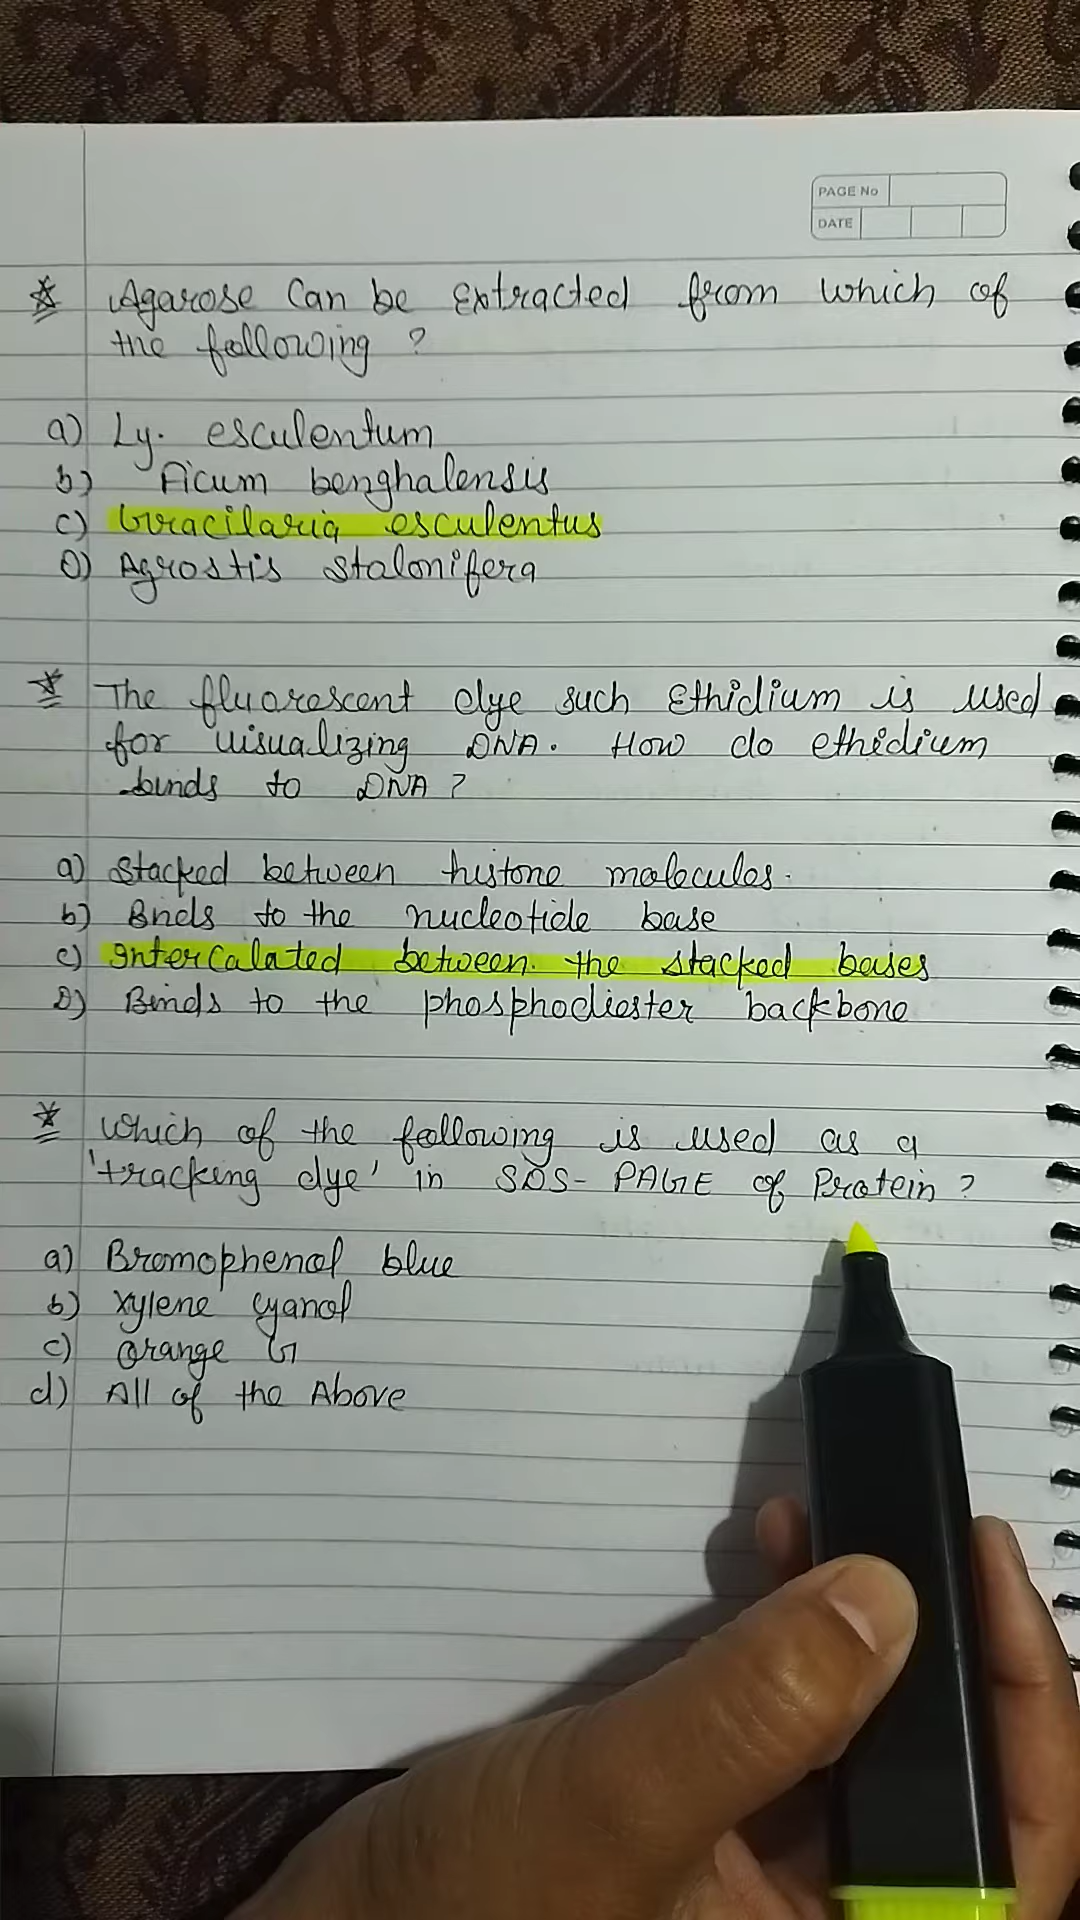 PAGE No
DATE
Agarose Can be Extracted from which of
the following ?
a) Ly. esculentum
b) Ficum benghalensis
c) Gracilaria esculentus
D) Agrostis stalonifera
The fluorescent dye such Ethidium is used
for visualizing DNA. How do ethidium
binds to DNA ?
a) Stacked between histone molecules.
b) Binds to the nucleotide base
c) Intercalated between the stacked bases
D) Binds to the phosphodiester backbone
Which of the following is used as a
'tracking dye' in SDS-PAGE of Protein ?
a) Bromophenol blue
b) Xylene cyanol
c) Orange G
d) All of the Above